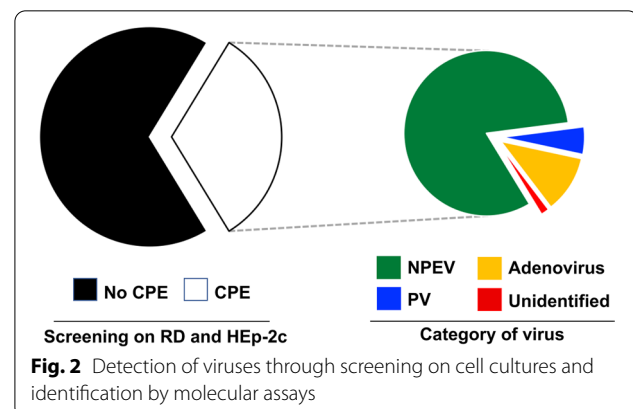 No CPE CPE
Screening on RD and HEp-2c
NPEV Adenovirus
PV Unidentified
Category of virus
Fig. 2 Detection of viruses through screening on cell cultures and
identification by molecular assays